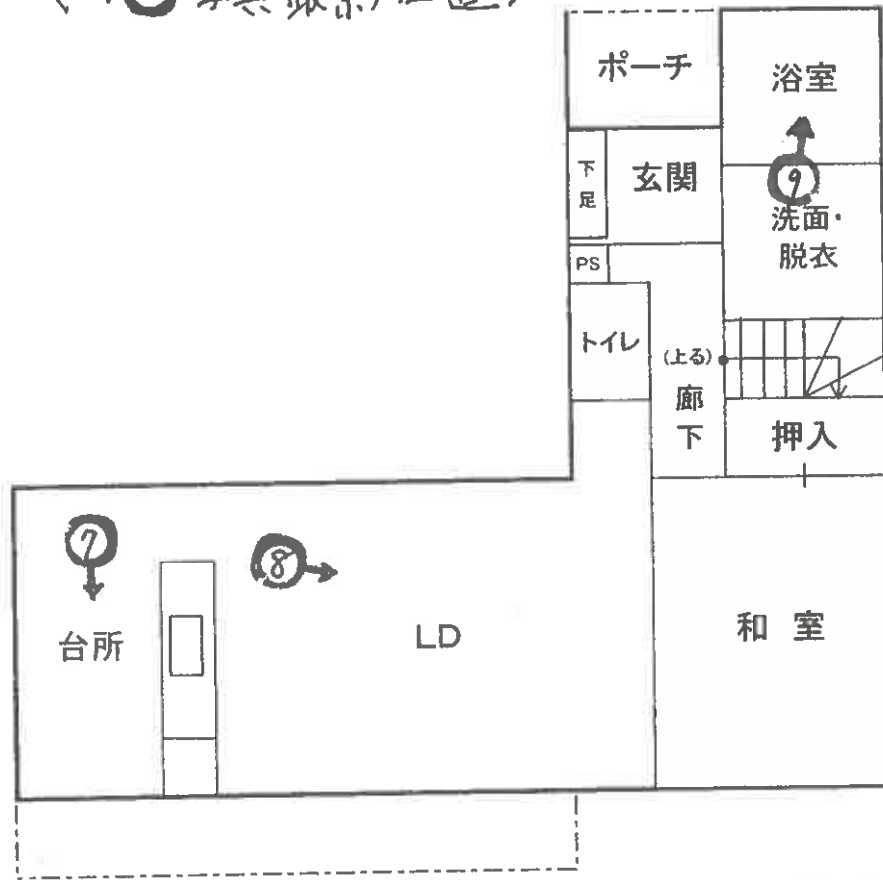 ポーチ
浴室
下足
玄関
⑨
洗面・
脱衣
PS
トイレ
(上る)
廊下
押入
⑦
⑧
台所
LD
和室